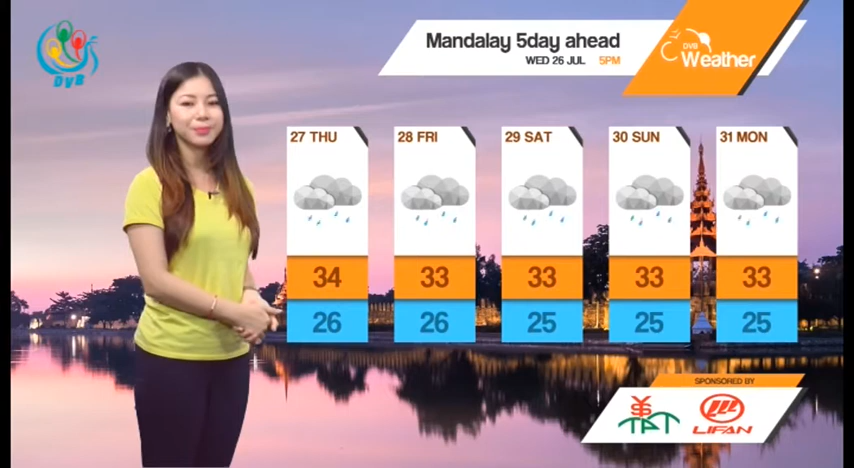 DVB
Mandalay 5day ahead
WED 26 JUL 5PM
DVB
Weather
27 THU
28 FRI
29 SAT
30 SUN
31 MON
34
33
33
33
33
26
26
25
25
25
SPONSORED BY
TPT
LIFAN